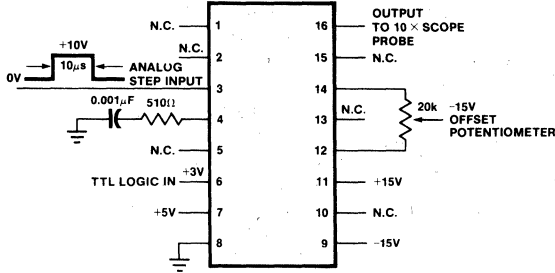 N.C. 1
N.C. 2
+10V
10µs
0V
ANALOG
STEP INPUT
3
0.001µF 510Ω
4
N.C. 5
TTL LOGIC IN +3V 6
+5V 7
8
16 OUTPUT
TO 10 × SCOPE
PROBE
15 N.C.
14
20k
-15V
OFFSET
POTENTIOMETER
13 N.C.
12
11 +15V
10 N.C.
9 -15V